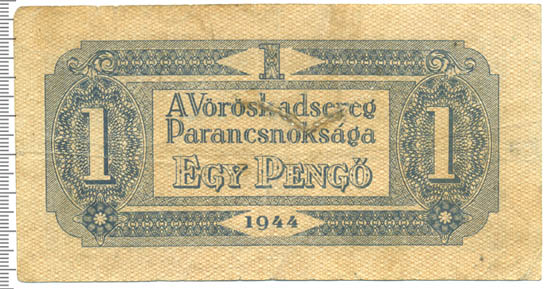 1
A Vöröshadsereg
Parancsnoksága
EGY PENGŐ
1 1
1944